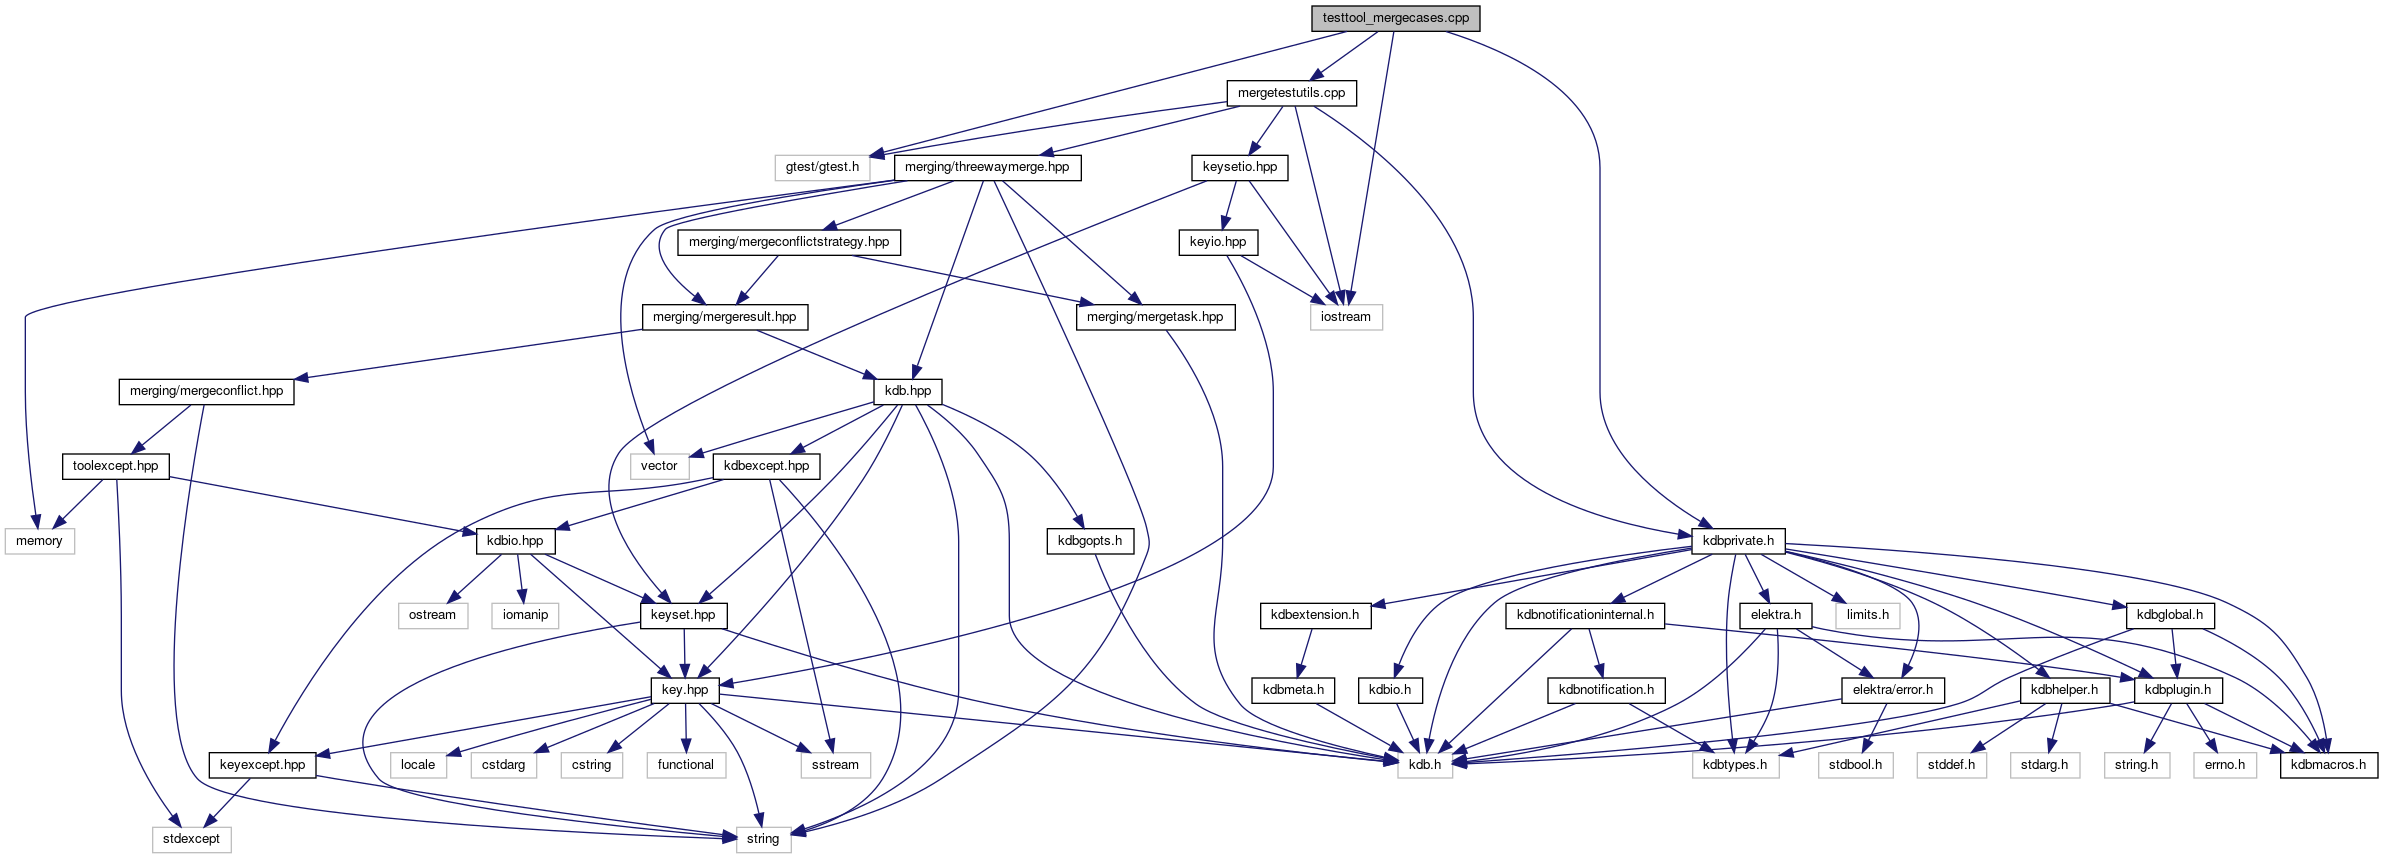 testtool_mergecases.cpp
mergetestutils.cpp
gtest/gtest.h
merging/threewaymerge.hpp
keysetio.hpp
merging/mergeconflictstrategy.hpp
keyio.hpp
merging/mergeresult.hpp
merging/mergetask.hpp
iostream
merging/mergeconflict.hpp
kdb.hpp
toolexcept.hpp
vector
kdbexcept.hpp
memory
kdbio.hpp
kdbgopts.h
kdbprivate.h
ostream
iomanip
keyset.hpp
kdbextension.h
kdbnotificationinternal.h
elektra.h
limits.h
kdbglobal.h
key.hpp
kdbmeta.h
kdbio.h
kdbnotification.h
elektra/error.h
kdbhelper.h
kdbplugin.h
keyexcept.hpp
locale
cstdarg
cstring
functional
sstream
kdb.h
kdbtypes.h
stdbool.h
stddef.h
stdarg.h
string.h
errno.h
kdbmacros.h
stdexcept
string